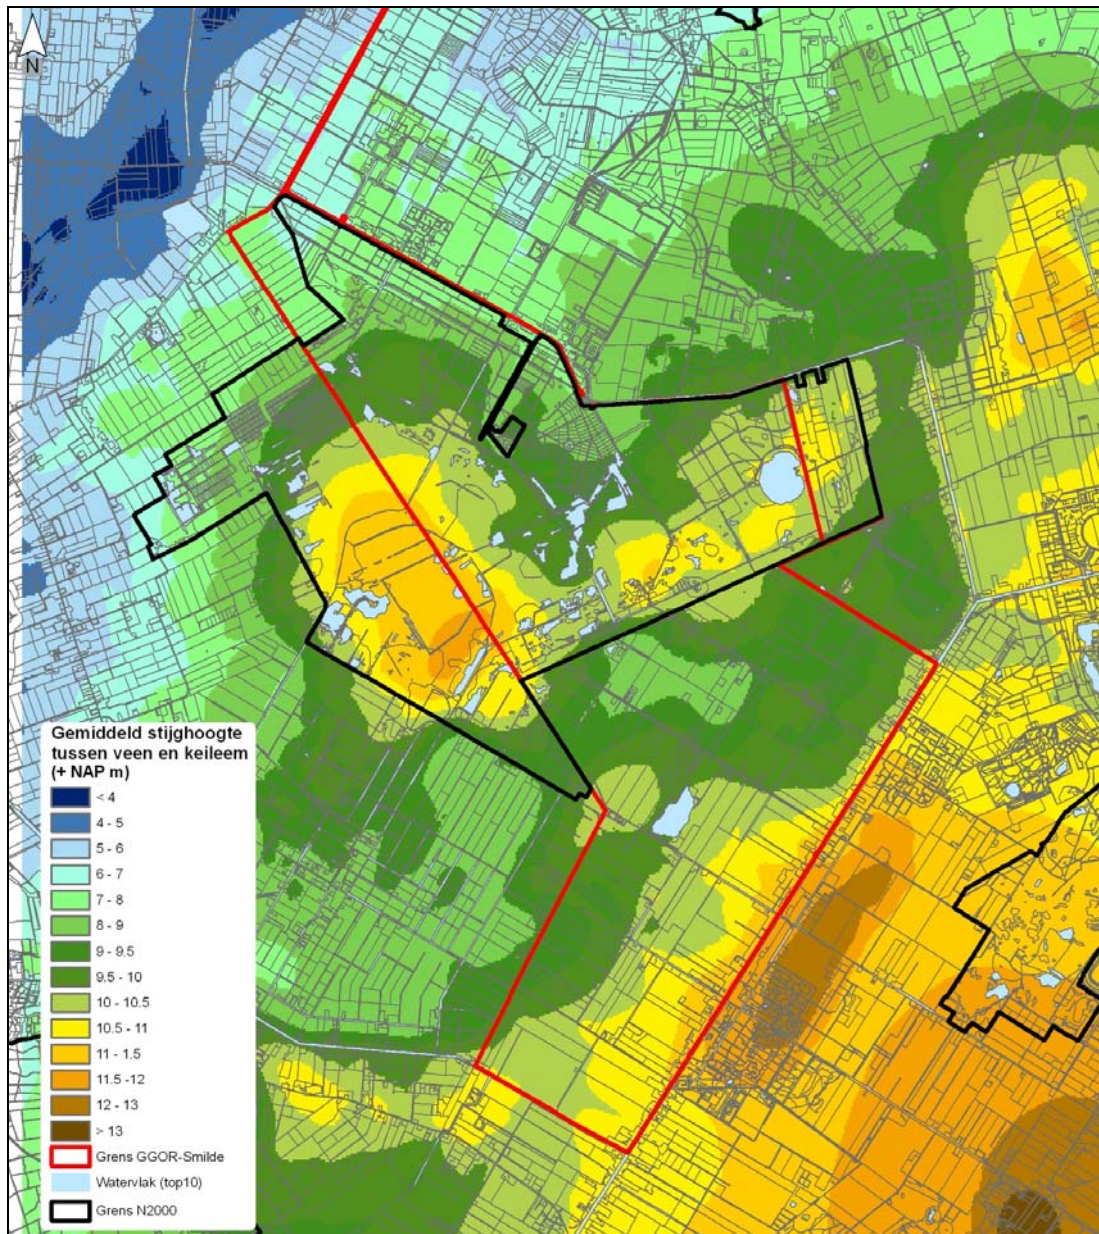 N
Gemiddeld stijghoogte
tussen veen en keileem
(+ NAP m)
< 4
4 - 5
5 - 6
6 - 7
7 - 8
8 - 9
9 - 9.5
9.5 - 10
10 - 10.5
10.5 - 11
11 - 1.5
11.5 -12
12 - 13
> 13
Grens GGOR-Smilde
Watervlak (top10)
Grens N2000